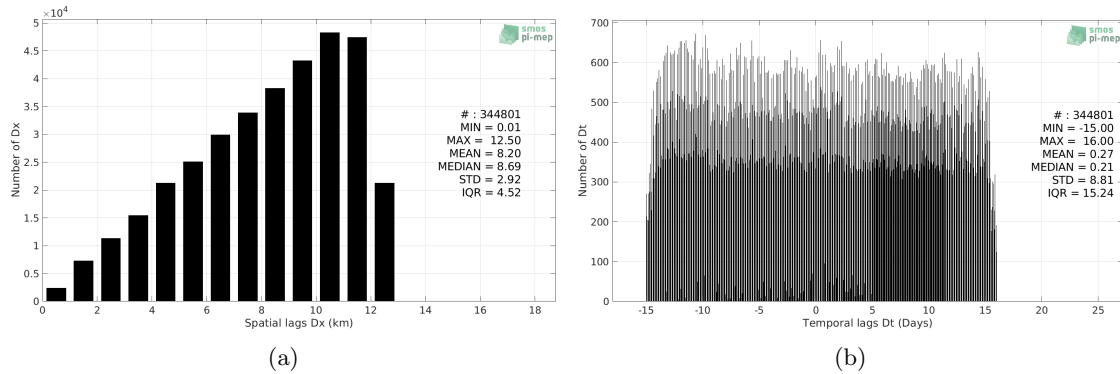 ×10⁴
5
4.5
4
3.5
3
2.5
2
1.5
1
0.5
0
Number of Dx
0 2 4 6 8 10 12 14 16 18
Spatial lags Dx (km)
smos
pi-mep
# : 344801
MIN = 0.01
MAX = 12.50
MEAN = 8.20
MEDIAN = 8.69
STD = 2.92
IQR = 4.52
(a)
700
600
500
400
300
200
100
0
Number of Dt
-15 -10 -5 0 5 10 15 20 25
Temporal lags Dt (Days)
smos
pi-mep
# : 344801
MIN = -15.00
MAX = 16.00
MEAN = 0.27
MEDIAN = 0.21
STD = 8.81
IQR = 15.24
(b)